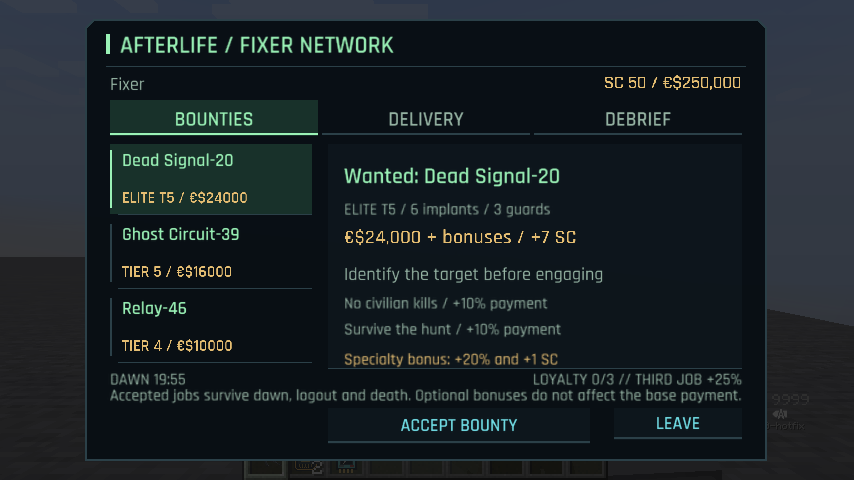 AFTERLIFE / FIXER NETWORK
Fixer
SC 50 / €$250,000
BOUNTIES
DELIVERY
DEBRIEF
Dead Signal-20
ELITE T5 / €$24000
Ghost Circuit-39
TIER 5 / €$16000
Relay-46
TIER 4 / €$10000
Wanted: Dead Signal-20
ELITE T5 / 6 implants / 3 guards
€$24,000 + bonuses / +7 SC
Identify the target before engaging
No civilian kills / +10% payment
Survive the hunt / +10% payment
Specialty bonus: +20% and +1 SC
DAWN 19:55
LOYALTY 0/3 // THIRD JOB +25%
Accepted jobs survive dawn, logout and death. Optional bonuses do not affect the base payment.
9999
ACCEPT BOUNTY
LEAVE